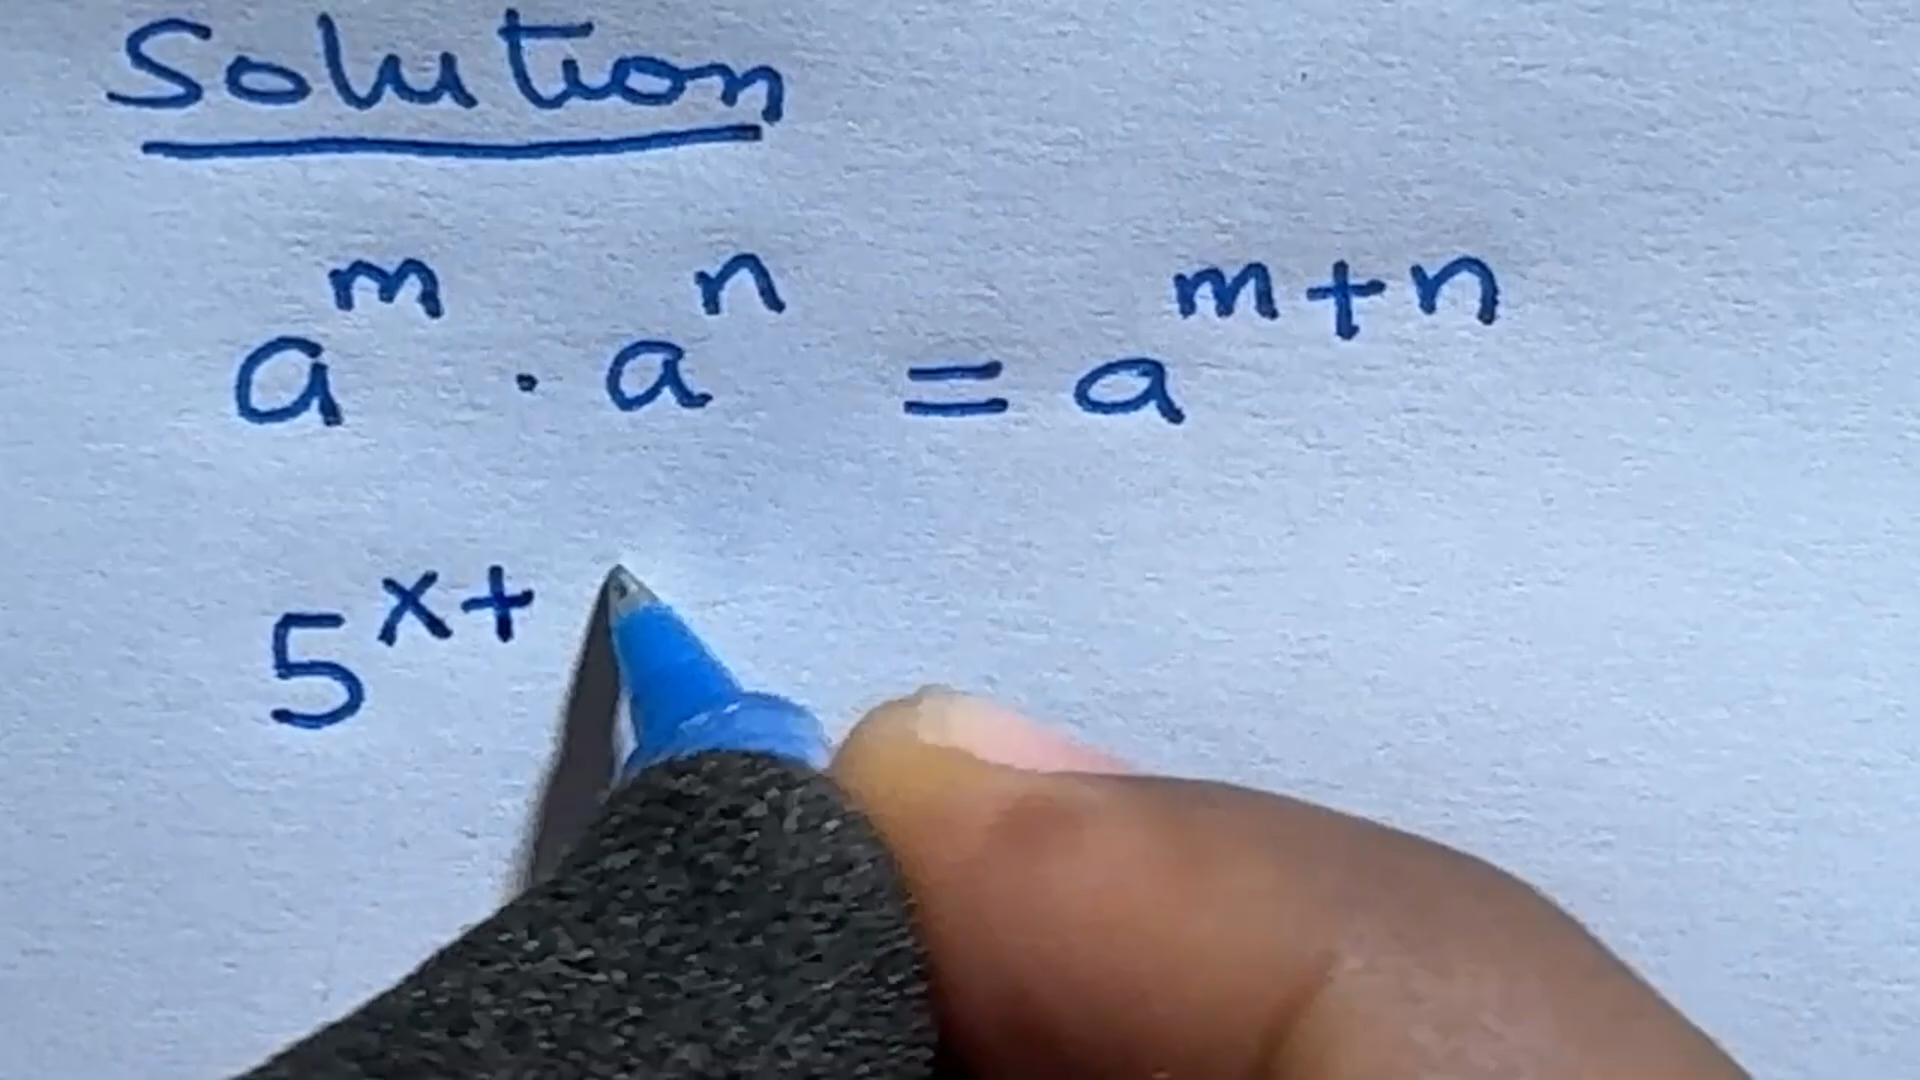 Solution
a^m · a^n = a^{m+n}
5^{x+}